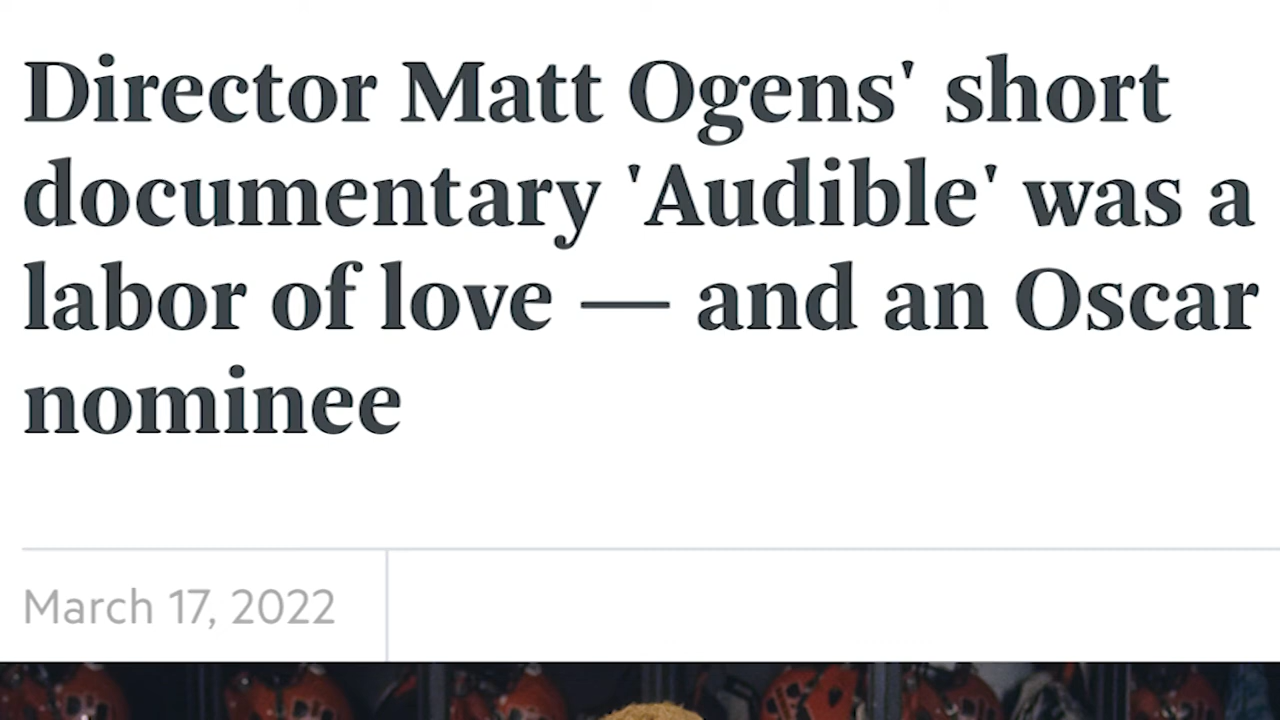 Director Matt Ogens' short
documentary 'Audible' was a
labor of love — and an Oscar
nominee
March 17, 2022